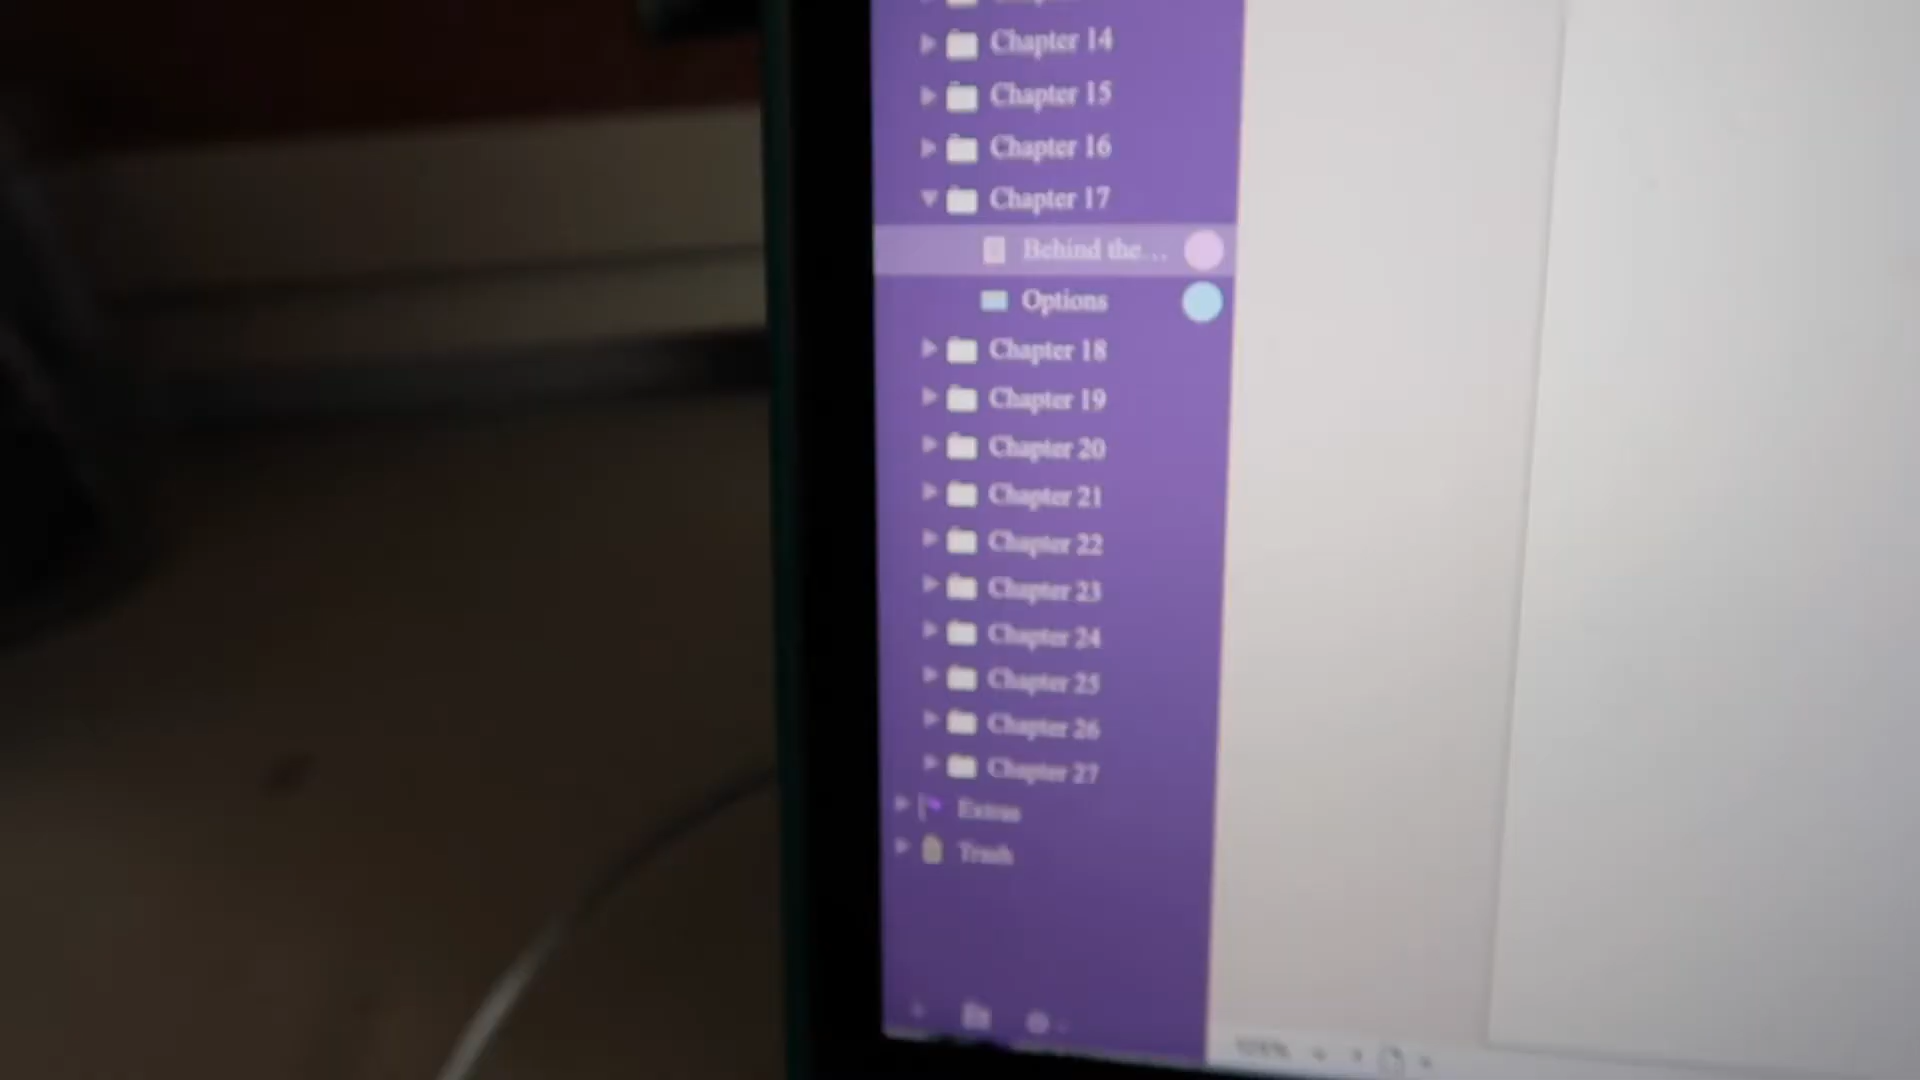 Chapter 14
Chapter 15
Chapter 16
Chapter 17
Behind the...
Options
Chapter 18
Chapter 19
Chapter 20
Chapter 21
Chapter 22
Chapter 23
Chapter 24
Chapter 25
Chapter 26
Chapter 27
Extras
Trash